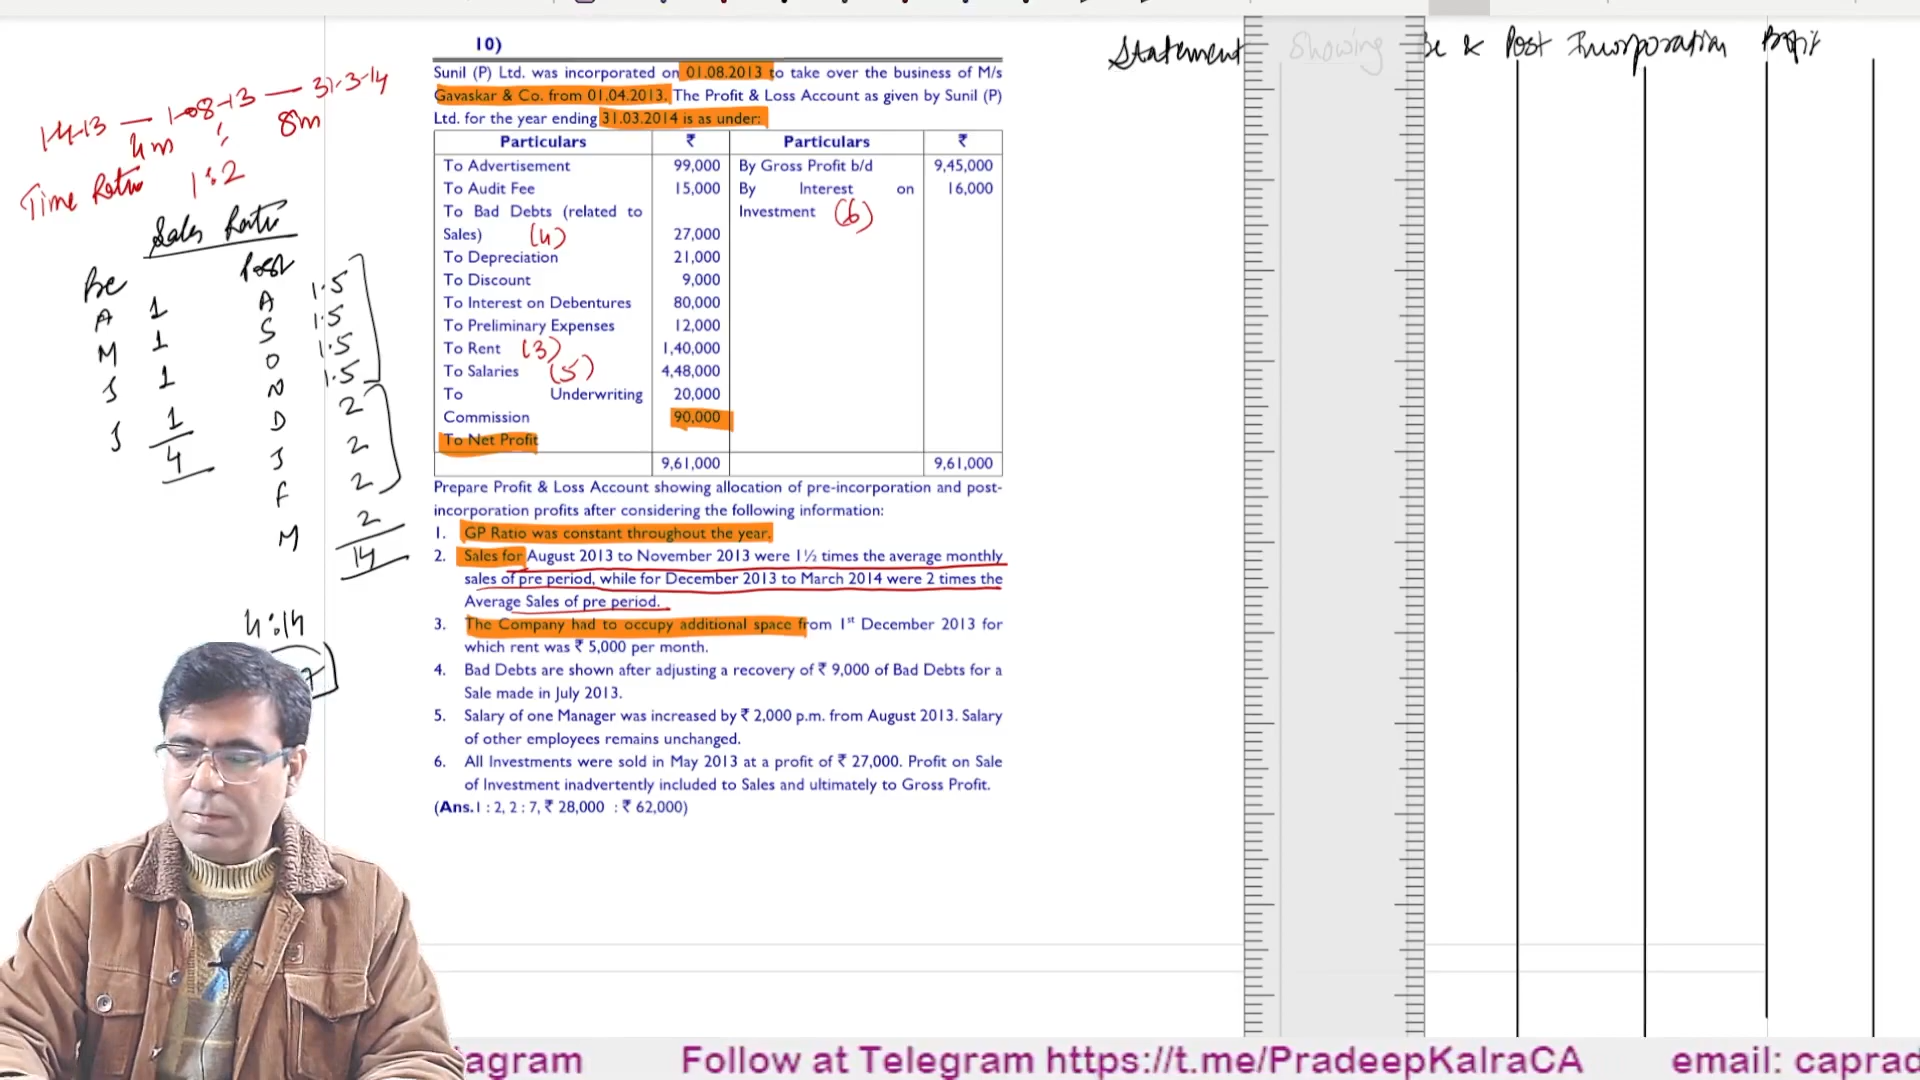 10)
Sunil (P) Ltd. was incorporated on 01.08.2013 to take over the business of M/s
Gavaskar & Co. from 01.04.2013. The Profit & Loss Account as given by Sunil (P)
Ltd. for the year ending 31.03.2014 is as under:
Particulars ₹ Particulars ₹
To Advertisement 99,000 By Gross Profit b/d 9,45,000
To Audit Fee 15,000 By Interest on 16,000
To Bad Debts (related to Investment (6)
Sales) (4) 27,000
To Depreciation 21,000
To Discount 9,000
To Interest on Debentures 80,000
To Preliminary Expenses 12,000
To Rent (3) 1,40,000
To Salaries (5) 4,48,000
To Underwriting 20,000
Commission 90,000
To Net Profit
9,61,000 9,61,000
Prepare Profit & Loss Account showing allocation of pre-incorporation and post-
incorporation profits after considering the following information:
1. GP Ratio was constant throughout the year.
2. Sales for August 2013 to November 2013 were 1½ times the average monthly
sales of pre period, while for December 2013 to March 2014 were 2 times the
Average Sales of pre period.
3. The Company had to occupy additional space from 1st December 2013 for
which rent was ₹ 5,000 per month.
4. Bad Debts are shown after adjusting a recovery of ₹ 9,000 of Bad Debts for a
Sale made in July 2013.
5. Salary of one Manager was increased by ₹ 2,000 p.m. from August 2013. Salary
of other employees remains unchanged.
6. All Investments were sold in May 2013 at a profit of ₹ 27,000. Profit on Sale
of Investment inadvertently included to Sales and ultimately to Gross Profit.
(Ans.1 : 2, 2 : 7, ₹ 28,000 : ₹ 62,000)
1-4-13 — 1-08-13 — 31-3-14
4m : 8m
Time Ratio 1:2
Sales Ratio
Pre Post
A 1 A 1.5
M 1 S 1.5
J 1 O 1.5
J 1 N 1.5
4 D 2
J 2
F 2
M 2
14
4:14
7
Statement Showing & Post Incorporation Profit
agram Follow at Telegram https://t.me/PradeepKalraCA email: caprad